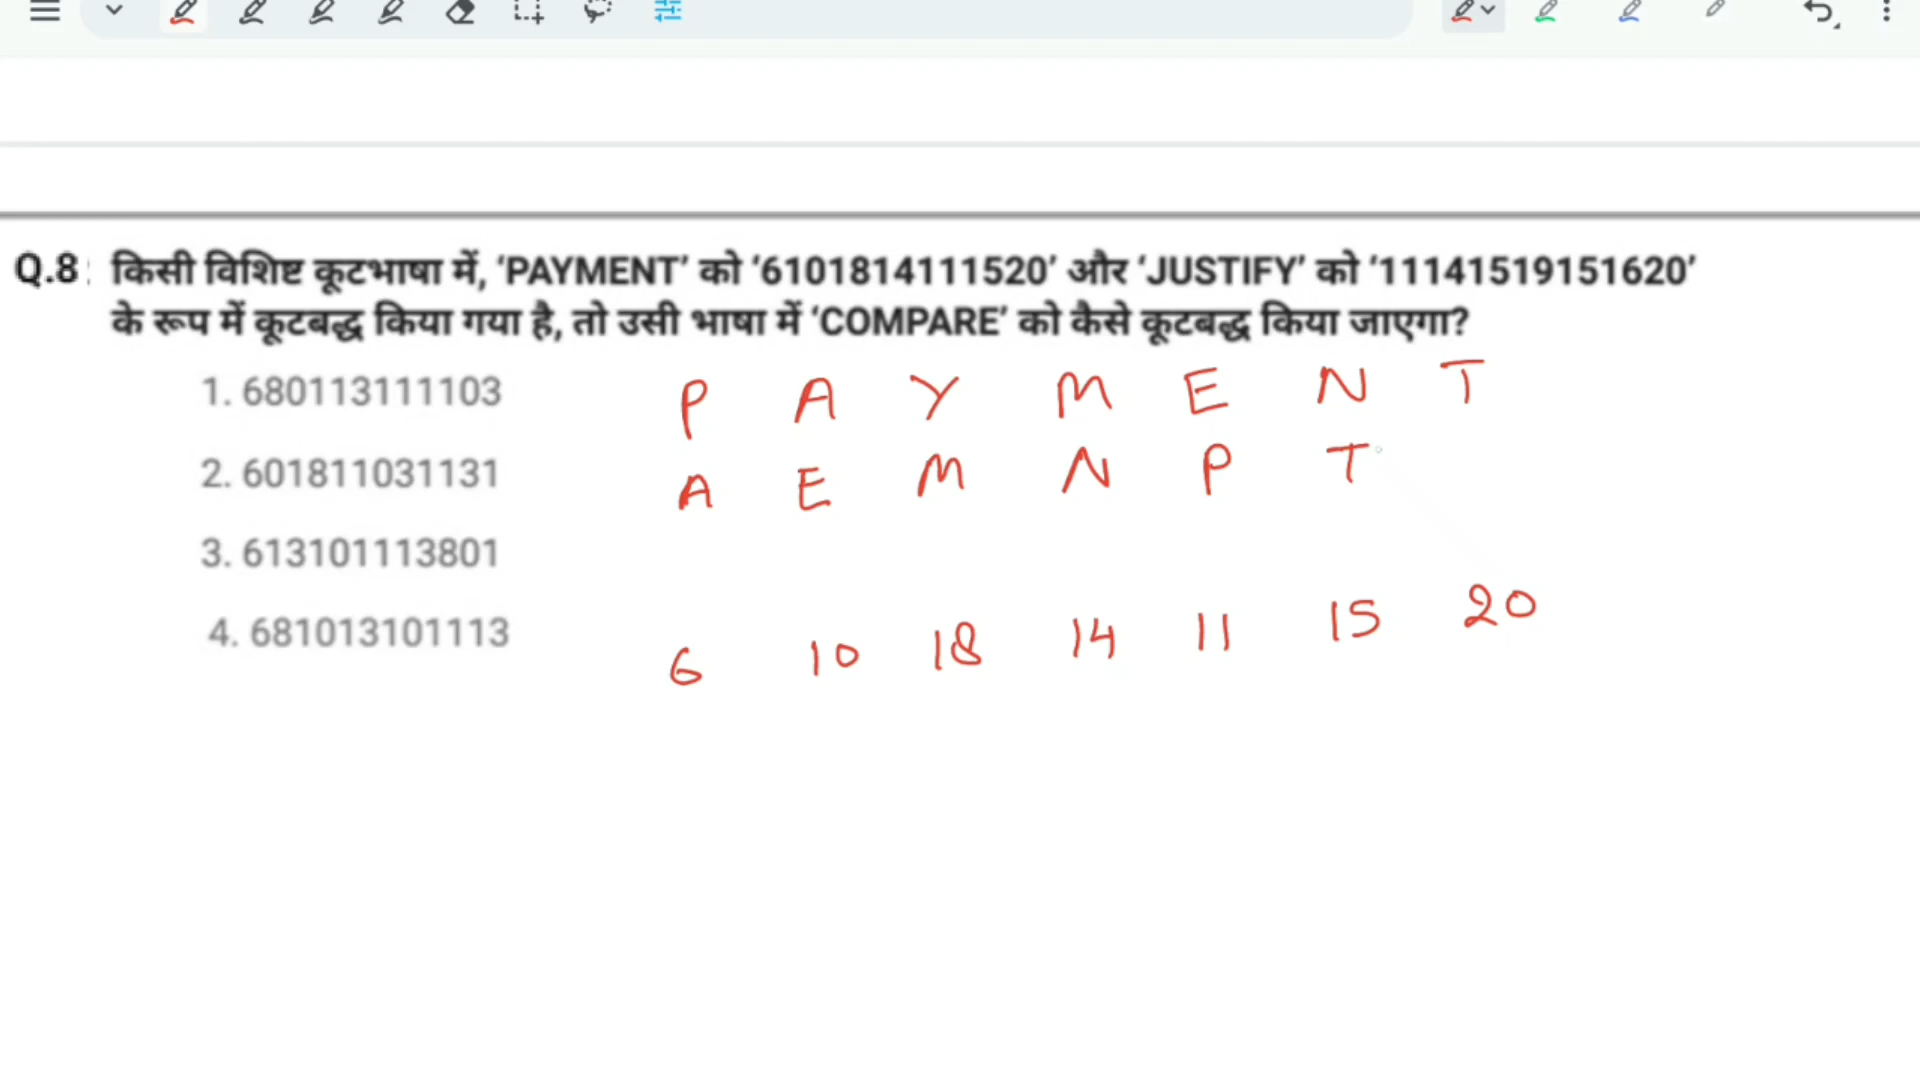 Q.8 किसी विशिष्ट कूटभाषा में, ‘PAYMENT’ को ‘6101814111520’ और ‘JUSTIFY’ को ‘11141519151620’
के रूप में कूटबद्ध किया गया है, तो उसी भाषा में ‘COMPARE’ को कैसे कूटबद्ध किया जाएगा?
1. 680113111103
2. 601811031131
3. 613101113801
4. 681013101113
P A Y M E N T
A E M N P T
6 10 18 14 11 15 20